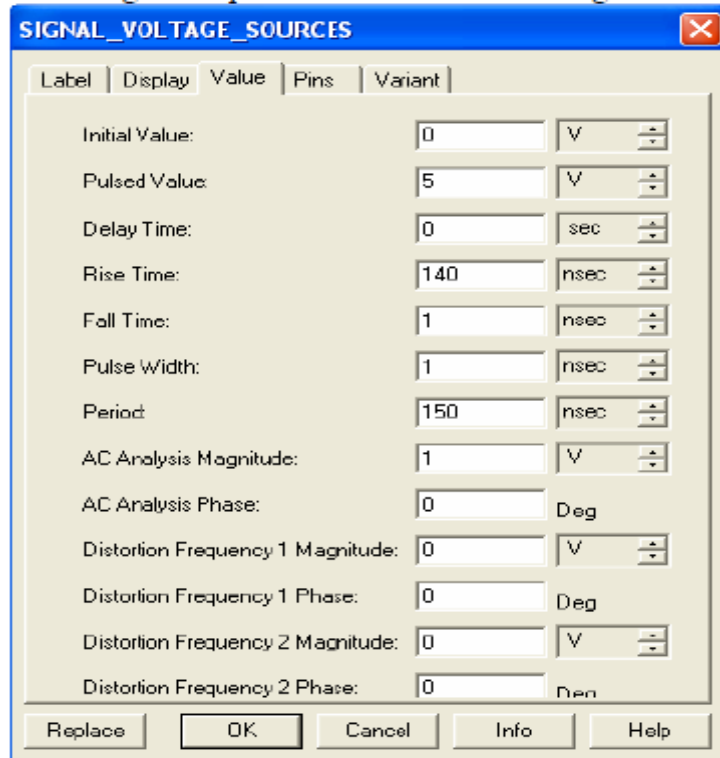 SIGNAL_VOLTAGE_SOURCES
Label Display Value Pins Variant
Initial Value: 0 V
Pulsed Value: 5 V
Delay Time: 0 sec
Rise Time: 140 nsec
Fall Time: 1 nsec
Pulse Width: 1 nsec
Period: 150 nsec
AC Analysis Magnitude: 1 V
AC Analysis Phase: 0 Deg
Distortion Frequency 1 Magnitude: 0 V
Distortion Frequency 1 Phase: 0 Deg
Distortion Frequency 2 Magnitude: 0 V
Distortion Frequency 2 Phase: 0 Deg
Replace OK Cancel Info Help